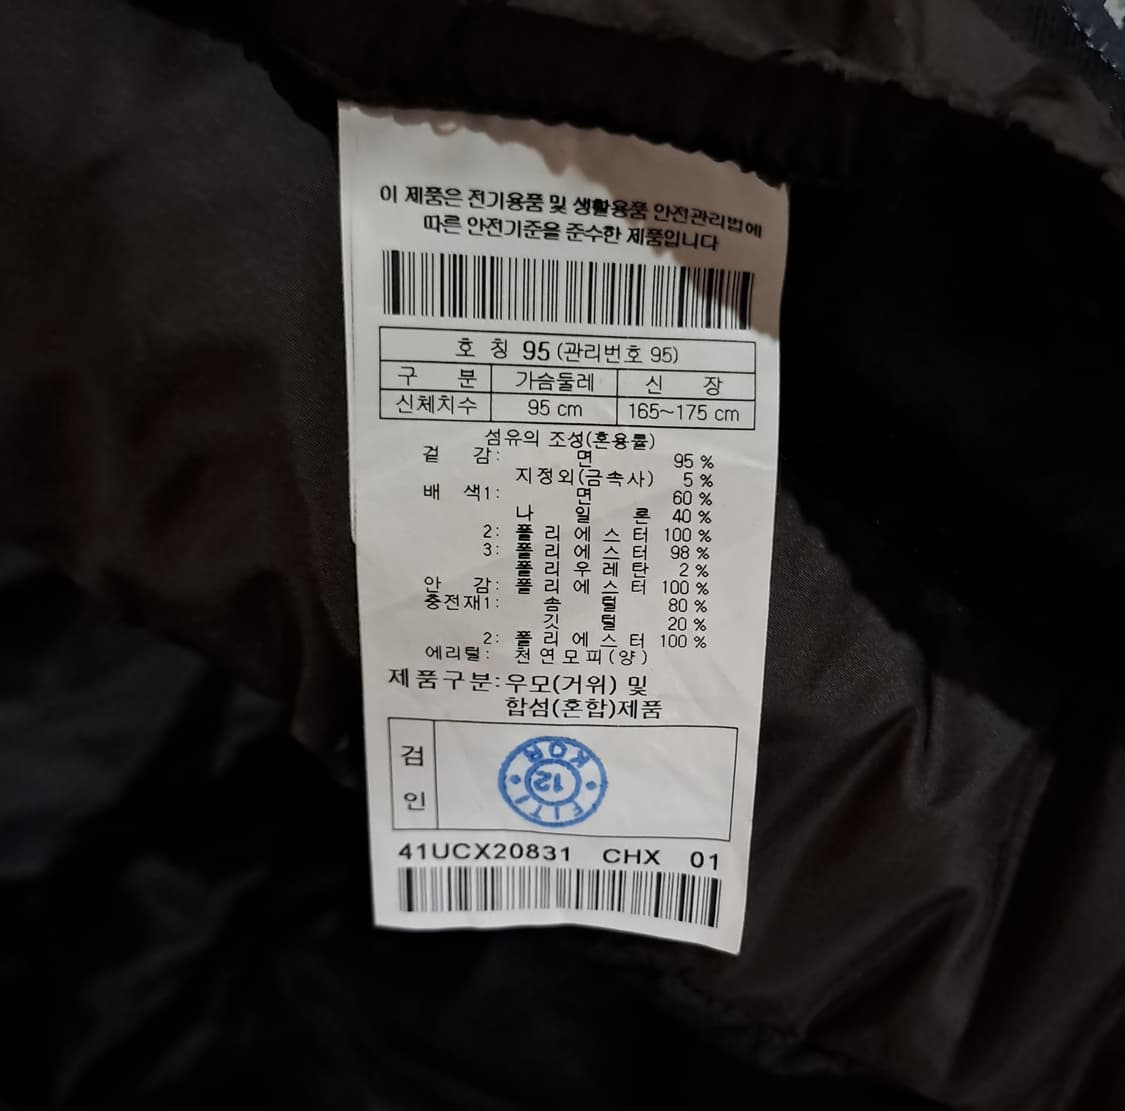 이 제품은 전기용품 및 생활용품 안전관리법에
따른 안전기준을 준수한 제품입니다
호 칭 95 (관리번호 95)
구 분 가슴둘레 신 장
신체치수 95 cm 165~175 cm
섬유의 조성(혼용률)
겉 감: 면 95 %
지정외(금속사) 5 %
배 색1: 면 60 %
나 일 론 40 %
2: 폴 리 에 스 터 100 %
3: 폴 리 에 스 터 98 %
폴 리 우 레 탄 2 %
안 감: 폴 리 에 스 터 100 %
충전재1: 솜 털 80 %
깃 털 20 %
2: 폴 리 에 스 터 100 %
에리털: 천 연 모 피 (양)
제 품 구 분: 우모(거위) 및
합섬(혼합)제품
검
인
KOR
12
FITI
41UCX20831 CHX 01